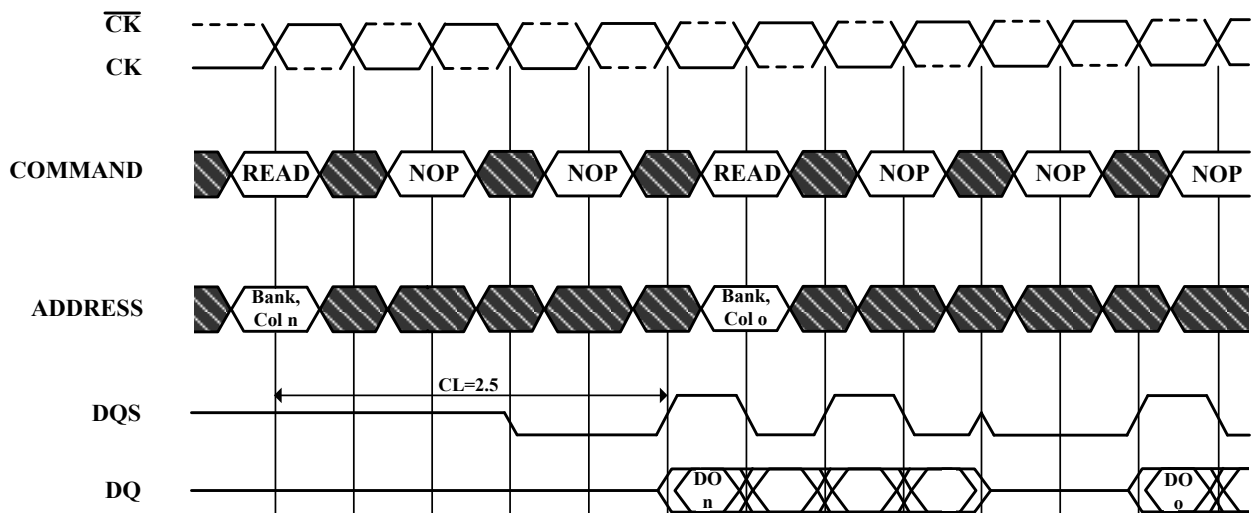 C̅K̅
CK
COMMAND
READ NOP NOP READ NOP NOP NOP
ADDRESS
Bank,
Col n
Bank,
Col o
CL=2.5
DQS
DQ
DO
n
DO
o